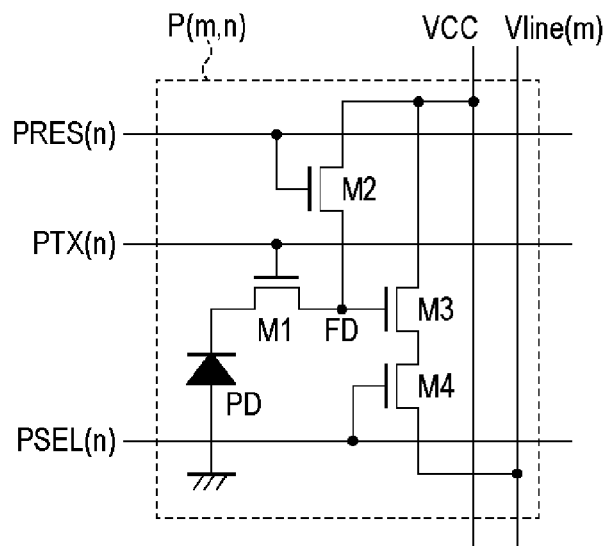 P(m,n)
VCC
Vline(m)
PRES(n)
M2
PTX(n)
M1
FD
M3
M4
PD
PSEL(n)